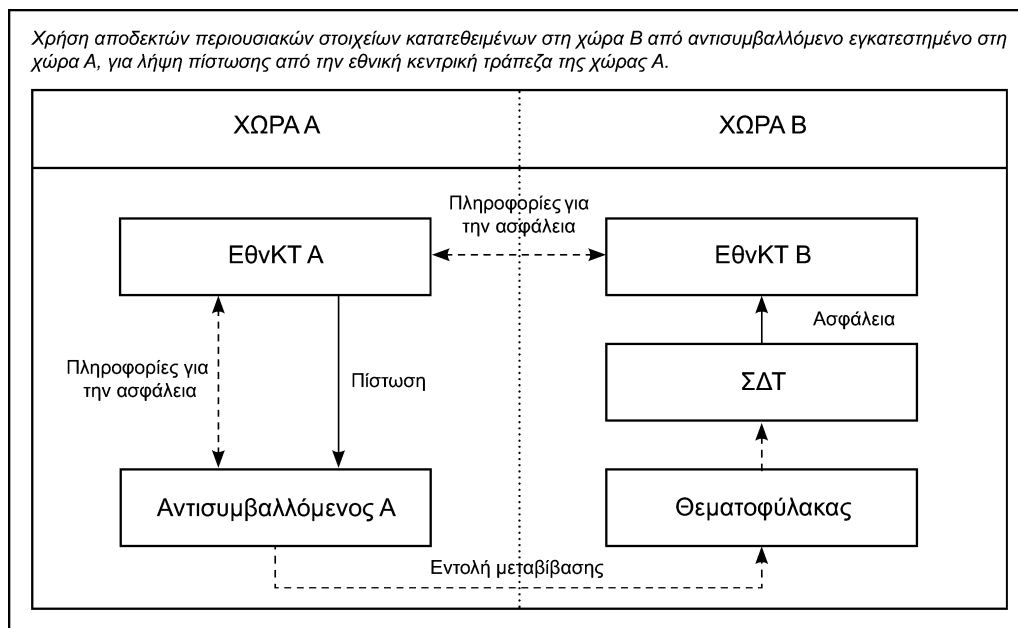 Χρήση αποδεκτών περιουσιακών στοιχείων κατατεθειμένων στη χώρα Β από αντισυμβαλλόμενο εγκατεστημένο στη
χώρα Α, για λήψη πίστωσης από την εθνική κεντρική τράπεζα της χώρας Α.
ΧΩΡΑ Α
ΧΩΡΑ Β
Πληροφορίες για
την ασφάλεια
ΕθνΚΤ Α
ΕθνΚΤ Β
Ασφάλεια
Πληροφορίες για
την ασφάλεια
Πίστωση
ΣΔΤ
Αντισυμβαλλόμενος Α
Θεματοφύλακας
Εντολή μεταβίβασης